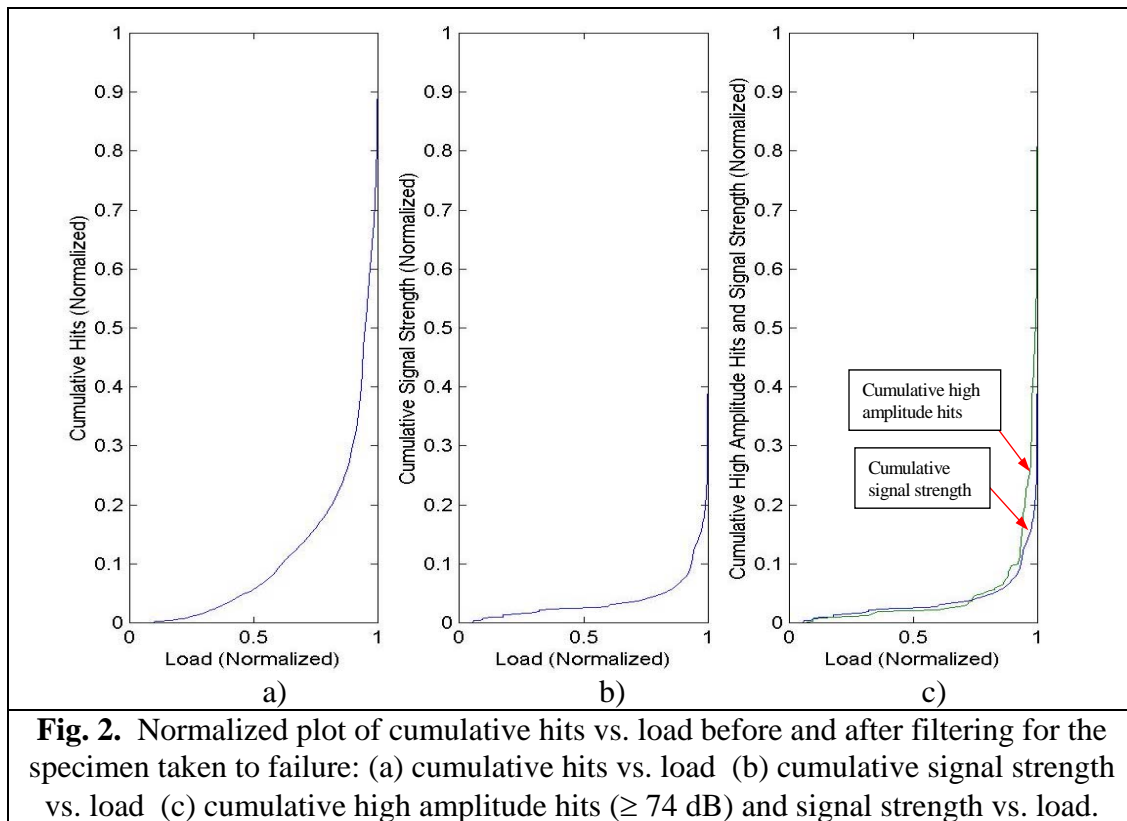 1
0.9
0.8
0.7
0.6
0.5
0.4
0.3
0.2
0.1
0
Cumulative Hits (Normalized)
0
0.5
1
Load (Normalized)
a)
1
0.9
0.8
0.7
0.6
0.5
0.4
0.3
0.2
0.1
0
Cumulative Signal Strength (Normalized)
0
0.5
1
Load (Normalized)
b)
1
0.9
0.8
0.7
0.6
0.5
0.4
0.3
0.2
0.1
0
Cumulative High Amplitude Hits and Signal Strength (Normalized)
Cumulative high
amplitude hits
Cumulative
signal strength
0
0.5
1
Load (Normalized)
c)
Fig. 2. Normalized plot of cumulative hits vs. load before and after filtering for the
specimen taken to failure: (a) cumulative hits vs. load (b) cumulative signal strength
vs. load (c) cumulative high amplitude hits (≥ 74 dB) and signal strength vs. load.